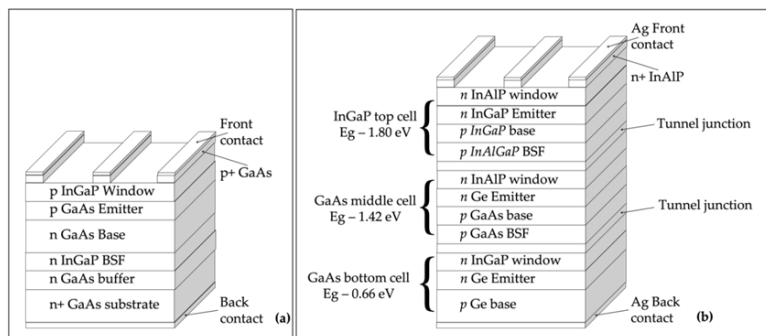 Front
contact
p+ GaAs
p InGaP Window
p GaAs Emitter
n GaAs Base
n InGaP BSF
n GaAs buffer
n+ GaAs substrate
Back
contact
(a)
Ag Front
contact
n+ InAlP
n InAlP window
InGaP top cell
Eg – 1.80 eV
n InGaP Emitter
p InGaP base
p InAlGaP BSF
Tunnel junction
n InAlP window
GaAs middle cell
Eg – 1.42 eV
n Ge Emitter
p GaAs base
p GaAs BSF
Tunnel junction
n InGaP window
GaAs bottom cell
Eg – 0.66 eV
n Ge Emitter
p Ge base
Ag Back
contact
(b)